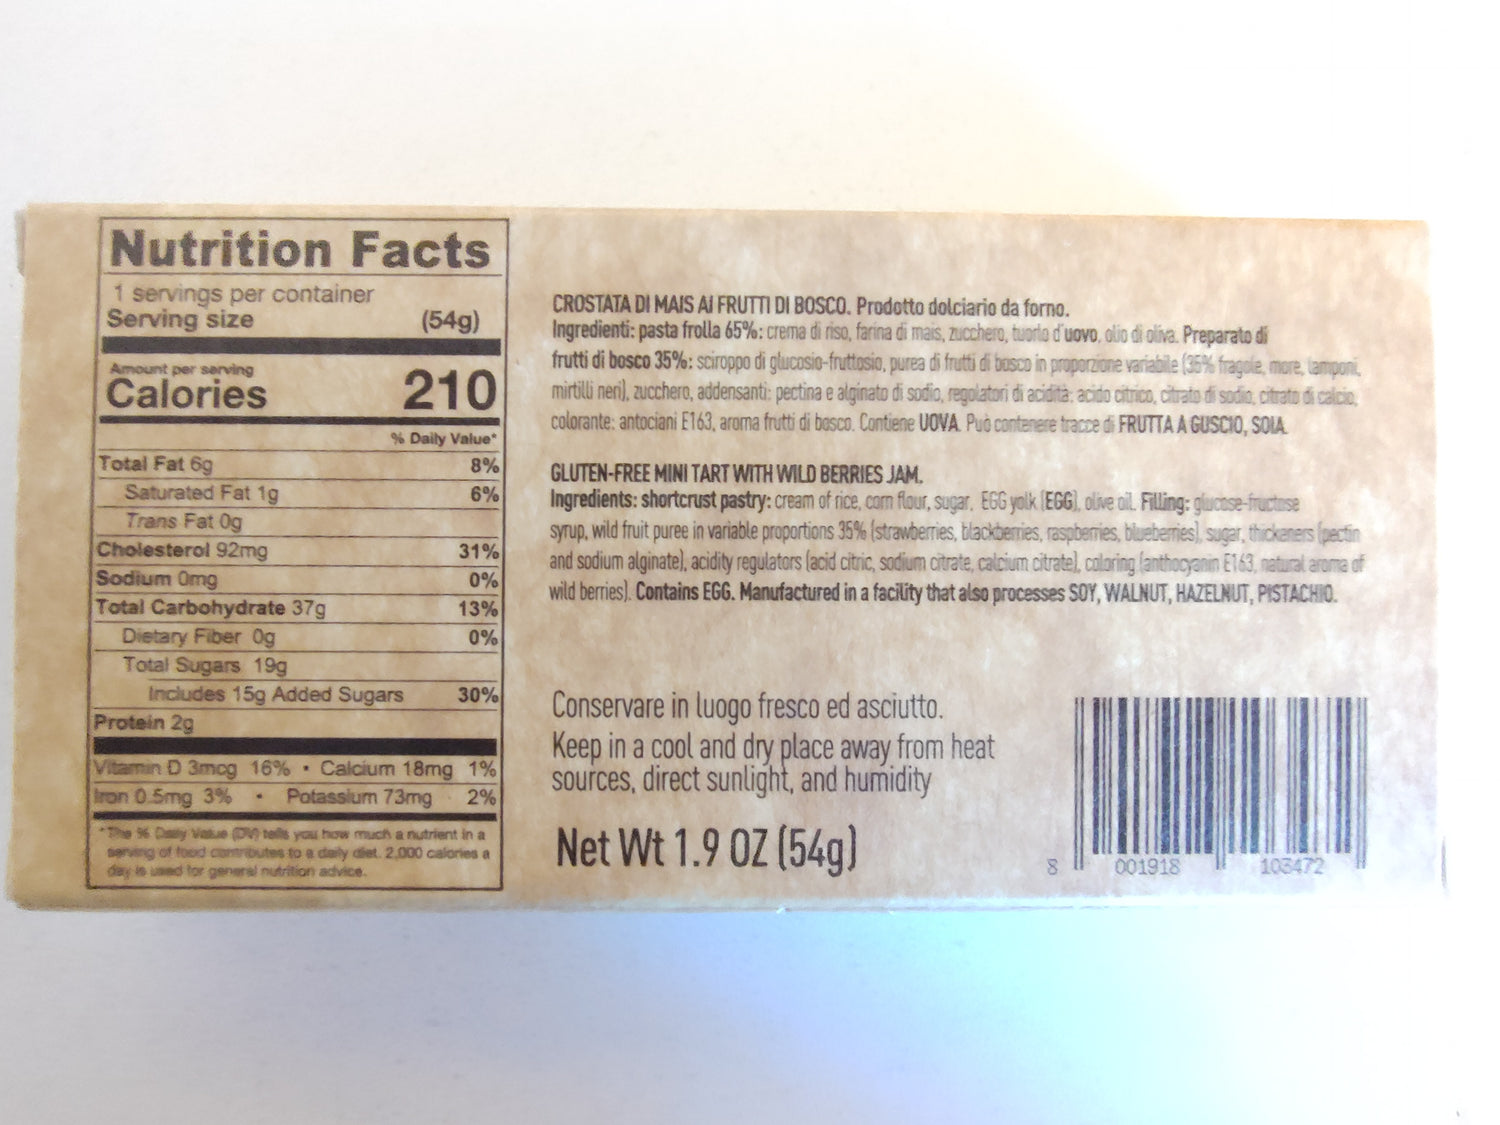 Nutrition Facts
1 servings per container
Serving size (54g)
Amount per serving
Calories 210
% Daily Value*
Total Fat 6g 8%
Saturated Fat 1g 6%
Trans Fat 0g
Cholesterol 92mg 31%
Sodium 0mg 0%
Total Carbohydrate 37g 13%
Dietary Fiber 0g 0%
Total Sugars 19g
Includes 15g Added Sugars 30%
Protein 2g
Vitamin D 3mcg 16% • Calcium 18mg 1%
Iron 0.5mg 3% • Potassium 73mg 2%
*The % Daily Value (DV) tells you how much a nutrient in a
serving of food contributes to a daily diet. 2,000 calories a
day is used for general nutrition advice.
CROSTATA DI MAIS AI FRUTTI DI BOSCO. Prodotto dolciario da forno.
Ingredienti: pasta frolla 65%: crema di riso, farina di mais, zucchero, tuorlo d'uovo, olio di oliva. Preparato di
frutti di bosco 35%: sciroppo di glucosio-fruttosio, purea di frutti di bosco in proporzione variabile (35% fragole, more, lamponi,
mirtilli neri), zucchero, addensanti: pectina e alginato di sodio, regolatori di acidità: acido citrico, citrato di sodio, citrato di calcio,
colorante: antociani E163, aroma frutti di bosco. Contiene UOVA. Può contenere tracce di FRUTTA A GUSCIO, SOIA.
GLUTEN-FREE MINI TART WITH WILD BERRIES JAM.
Ingredients: shortcrust pastry: cream of rice, corn flour, sugar, EGG yolk (EGG), olive oil. Filling: glucose-fructose
syrup, wild fruit puree in variable proportions 35% (strawberries, blackberries, raspberries, blueberries), sugar, thickeners (pectin
and sodium alginate), acidity regulators (acid citric, sodium citrate, calcium citrate), coloring (anthocyanin E163, natural aroma of
wild berries). Contains EGG. Manufactured in a facility that also processes SOY, WALNUT, HAZELNUT, PISTACHIO.
Conservare in luogo fresco ed asciutto.
Keep in a cool and dry place away from heat
sources, direct sunlight, and humidity
Net Wt 1.9 OZ (54g)
8 001918 103472